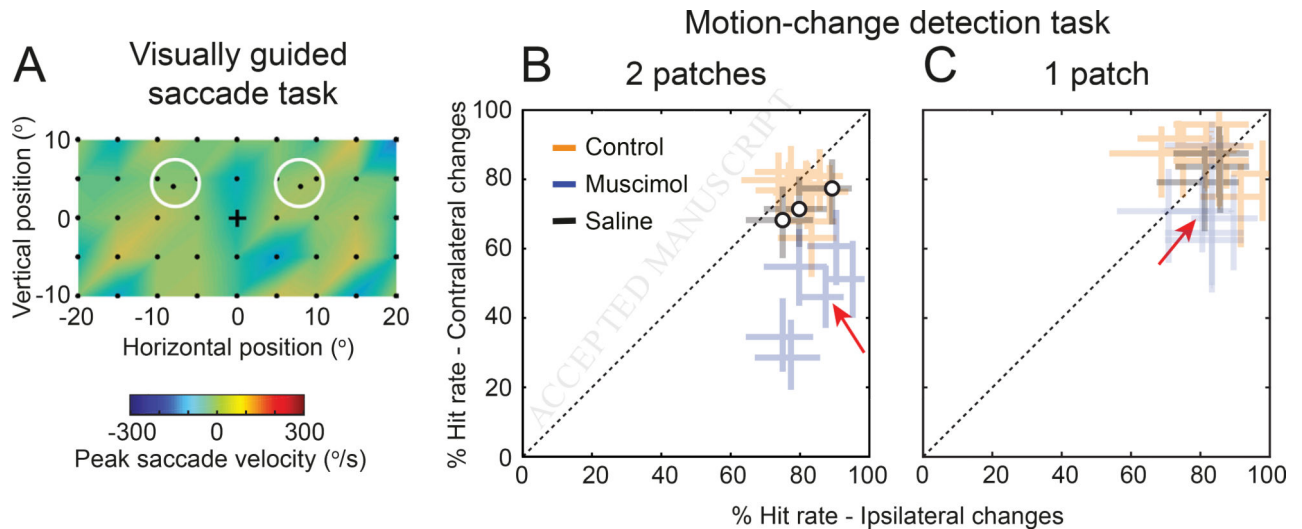 Motion-change detection task
A
Visually guided
saccade task
B
2 patches
C
1 patch
Vertical position (o)
10
0
-10
-20
-10
0
10
20
Horizontal position (o)
-300
0
300
Peak saccade velocity (o/s)
% Hit rate - Contralateral changes
100
80
60
40
20
0
Control
Muscimol
Saline
ACCEPTED MANUSCRIPT
0
20
40
60
80
100
0
20
40
60
80
100
% Hit rate - Ipsilateral changes